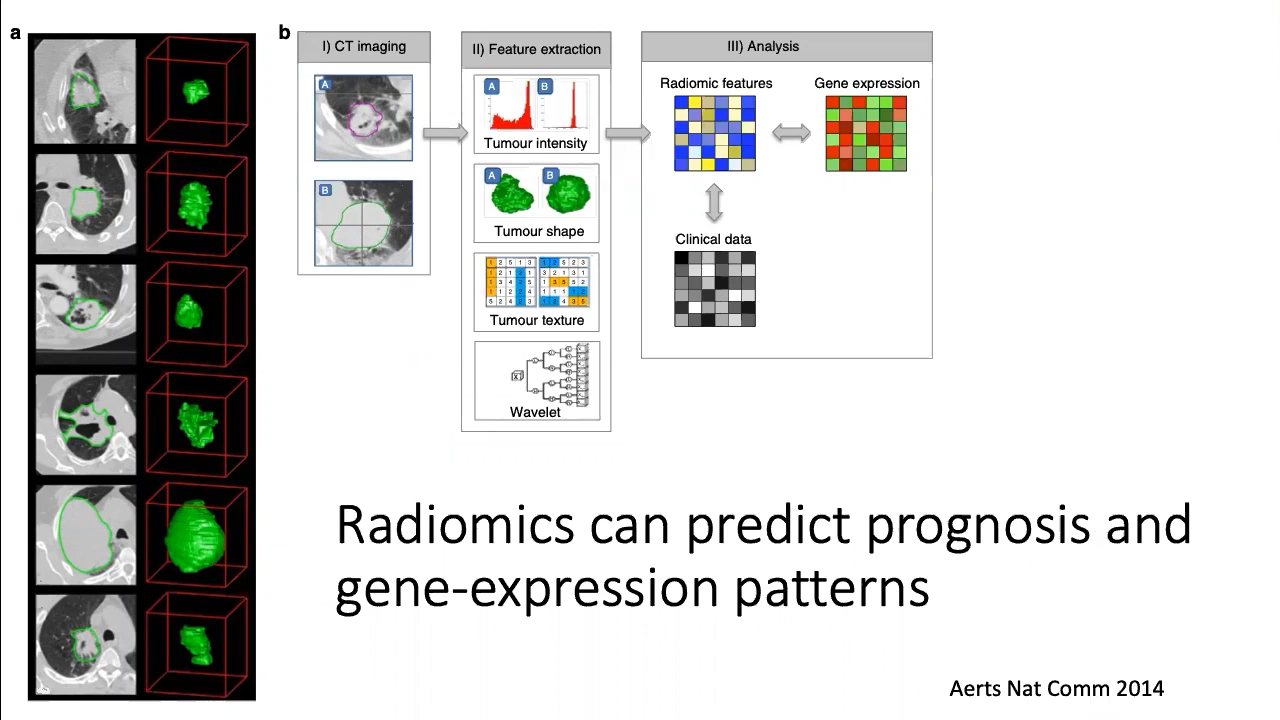 a
b
I) CT imaging
A
B
II) Feature extraction
A
B
Tumour intensity
A
B
Tumour shape
Tumour texture
Wavelet
III) Analysis
Radiomic features
Gene expression
Clinical data
Radiomics can predict prognosis and
gene-expression patterns
Aerts Nat Comm 2014